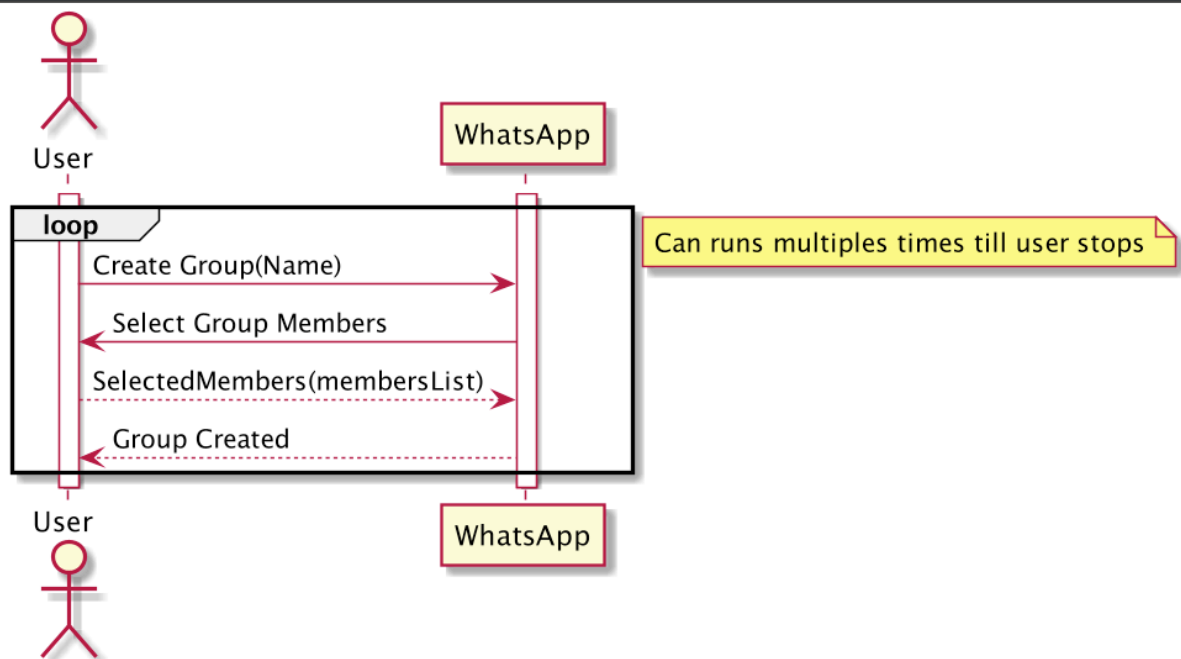 User
WhatsApp
loop
Can runs multiples times till user stops
Create Group(Name)
Select Group Members
SelectedMembers(membersList)
Group Created
User
WhatsApp